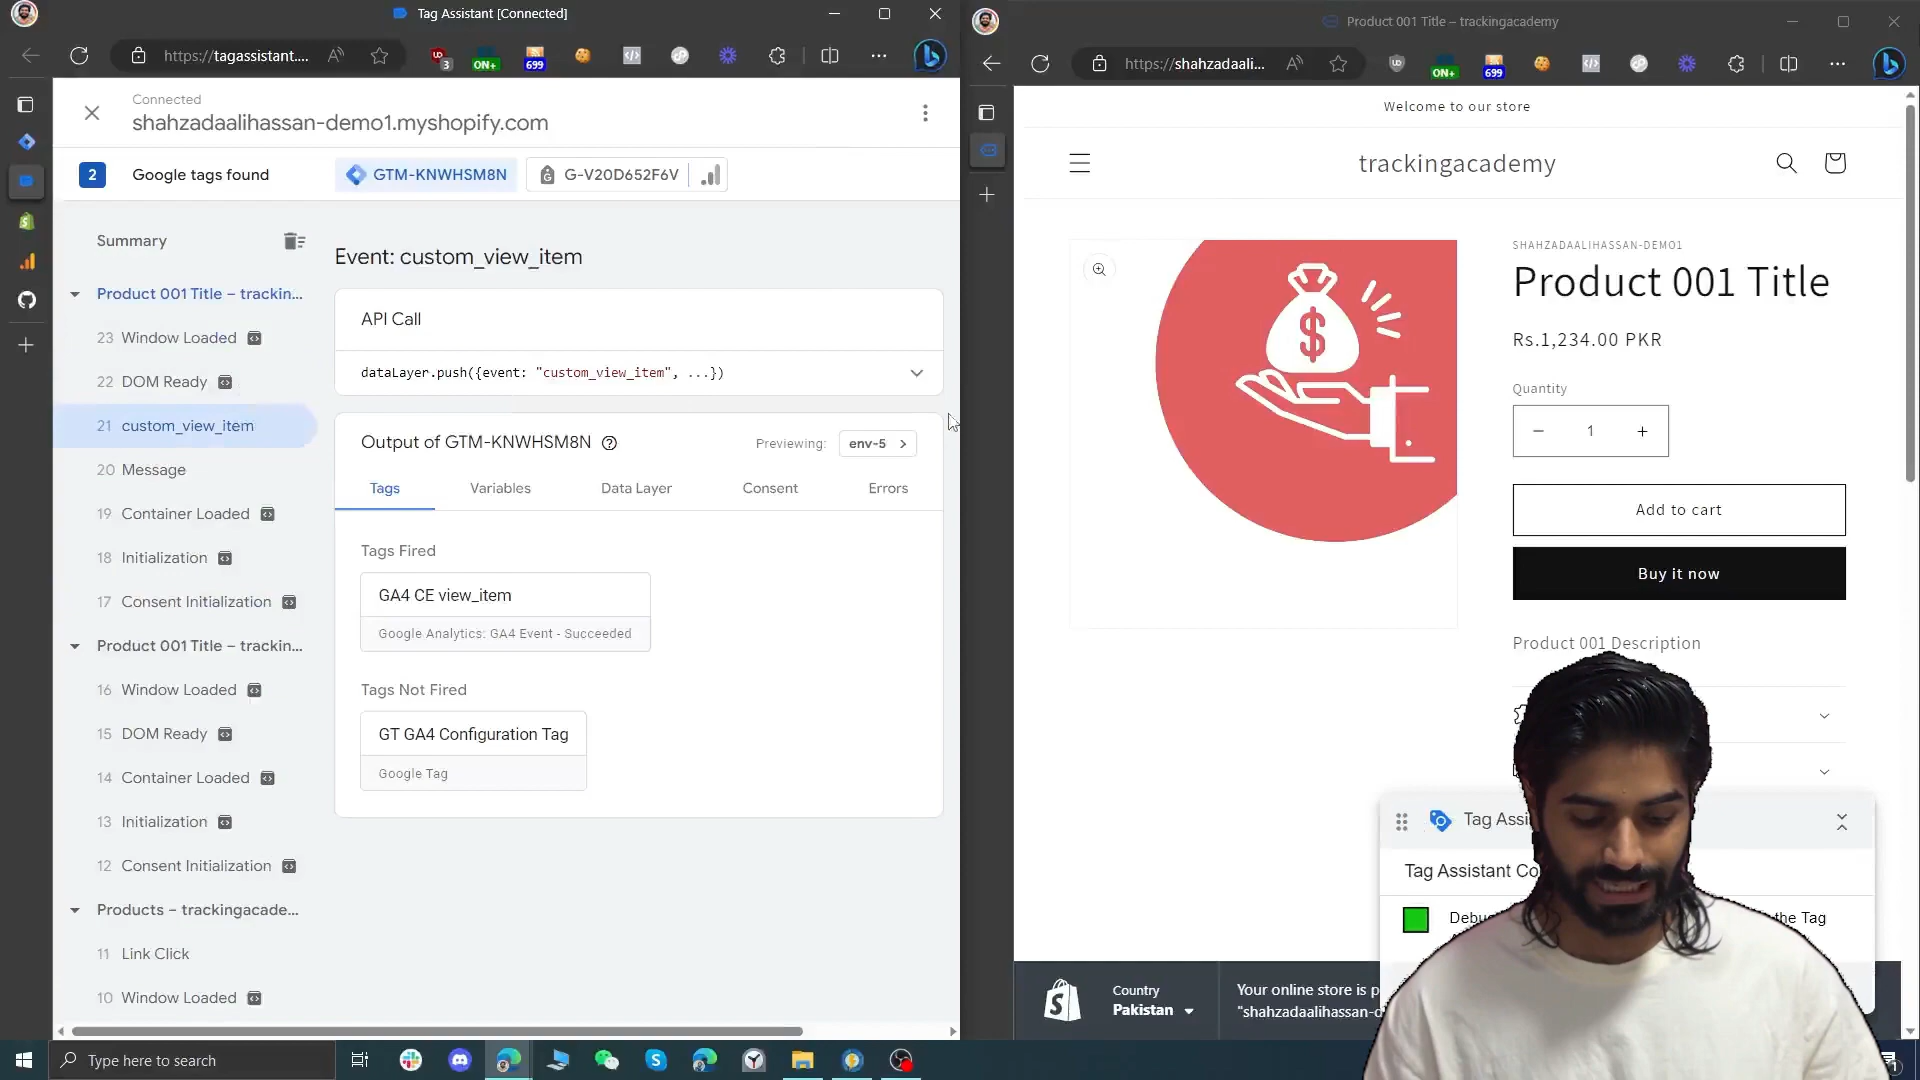 Tag Assistant [Connected]
https://tagassistant....
3
ON+
699
Connected
shahzadaalihassan-demo1.myshopify.com
2
Google tags found
GTM-KNWHSM8N
G-V20D652F6V
Summary
Product 001 Title – trackin...
23 Window Loaded
22 DOM Ready
21 custom_view_item
20 Message
19 Container Loaded
18 Initialization
17 Consent Initialization
Product 001 Title – trackin...
16 Window Loaded
15 DOM Ready
14 Container Loaded
13 Initialization
12 Consent Initialization
Products – trackingacade...
11 Link Click
10 Window Loaded
Event: custom_view_item
API Call
dataLayer.push({event: "custom_view_item", ...})
Output of GTM-KNWHSM8N
Previewing:
env-5
Tags
Variables
Data Layer
Consent
Errors
Tags Fired
GA4 CE view_item
Google Analytics: GA4 Event - Succeeded
Tags Not Fired
GT GA4 Configuration Tag
Google Tag
Product 001 Title – trackingacademy
https://shahzadaali...
ON+
699
Welcome to our store
trackingacademy
SHAHZADAALIHASSAN-DEMO1
Product 001 Title
Rs.1,234.00 PKR
Quantity
1
Add to cart
Buy it now
Product 001 Description
Tag Assi
Tag Assistant Co
Debu
the Tag
Country
Pakistan
Your online store is p
"shahzadaalihassan-d
Type here to search